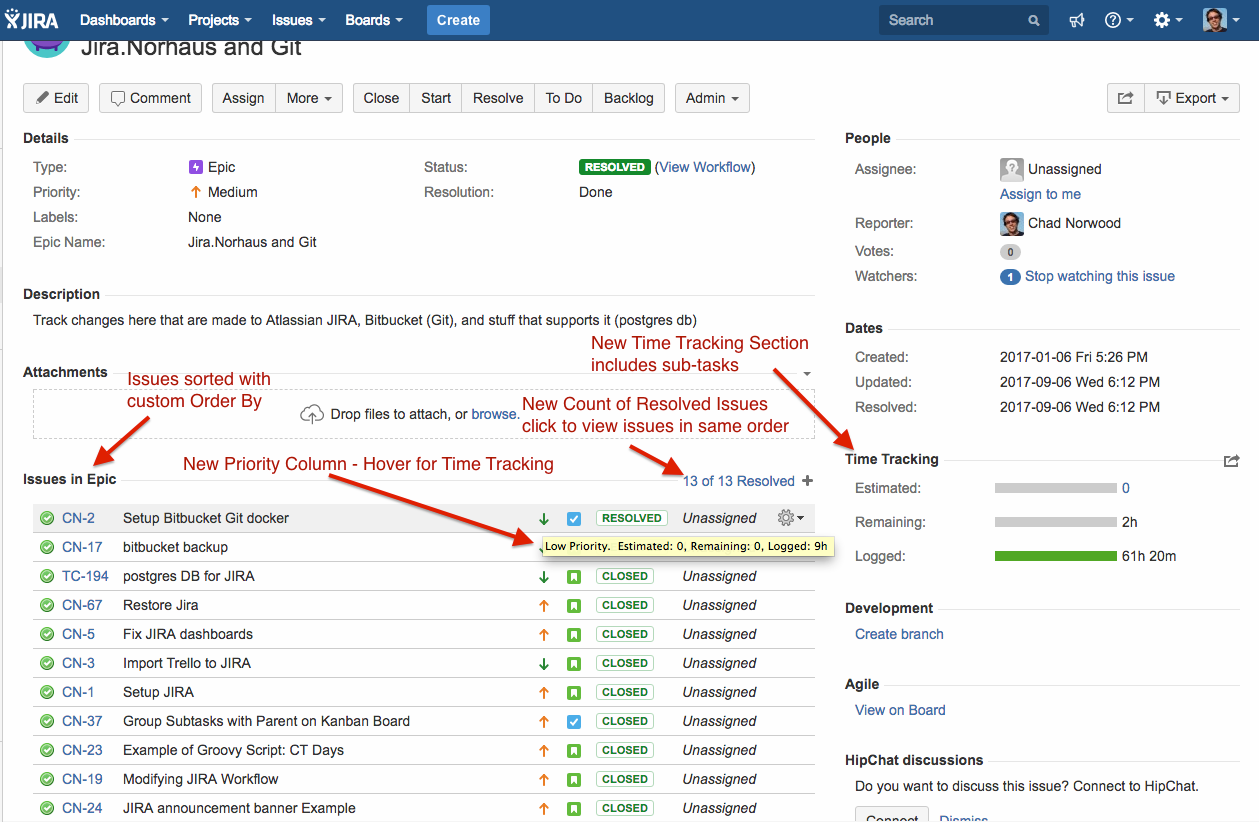 JIRA Dashboards Projects Issues Boards Create Search
Jira.Norhaus and Git
Edit Comment Assign More Close Start Resolve To Do Backlog Admin Export
Details
Type: Epic Status: RESOLVED (View Workflow)
Priority: Medium Resolution: Done
Labels: None
Epic Name: Jira.Norhaus and Git
Description
Track changes here that are made to Atlassian JIRA, Bitbucket (Git), and stuff that supports it (postgres db)
New Time Tracking Section
includes sub-tasks
Attachments
Issues sorted with
custom Order By
Drop files to attach, or browse.
New Count of Resolved Issues
click to view issues in same order
New Priority Column - Hover for Time Tracking
Issues in Epic 13 of 13 Resolved
CN-2 Setup Bitbucket Git docker RESOLVED Unassigned
CN-17 bitbucket backup
Low Priority. Estimated: 0, Remaining: 0, Logged: 9h
TC-194 postgres DB for JIRA CLOSED Unassigned
CN-67 Restore Jira CLOSED Unassigned
CN-5 Fix JIRA dashboards CLOSED Unassigned
CN-3 Import Trello to JIRA CLOSED Unassigned
CN-1 Setup JIRA CLOSED Unassigned
CN-37 Group Subtasks with Parent on Kanban Board CLOSED Unassigned
CN-23 Example of Groovy Script: CT Days CLOSED Unassigned
CN-19 Modifying JIRA Workflow CLOSED Unassigned
CN-24 JIRA announcement banner Example CLOSED Unassigned
People
Assignee: Unassigned
Assign to me
Reporter: Chad Norwood
Votes: 0
Watchers: 1 Stop watching this issue
Dates
Created: 2017-01-06 Fri 5:26 PM
Updated: 2017-09-06 Wed 6:12 PM
Resolved: 2017-09-06 Wed 6:12 PM
Time Tracking
Estimated: 0
Remaining: 2h
Logged: 61h 20m
Development
Create branch
Agile
View on Board
HipChat discussions
Do you want to discuss this issue? Connect to HipChat.
Connect Dismiss